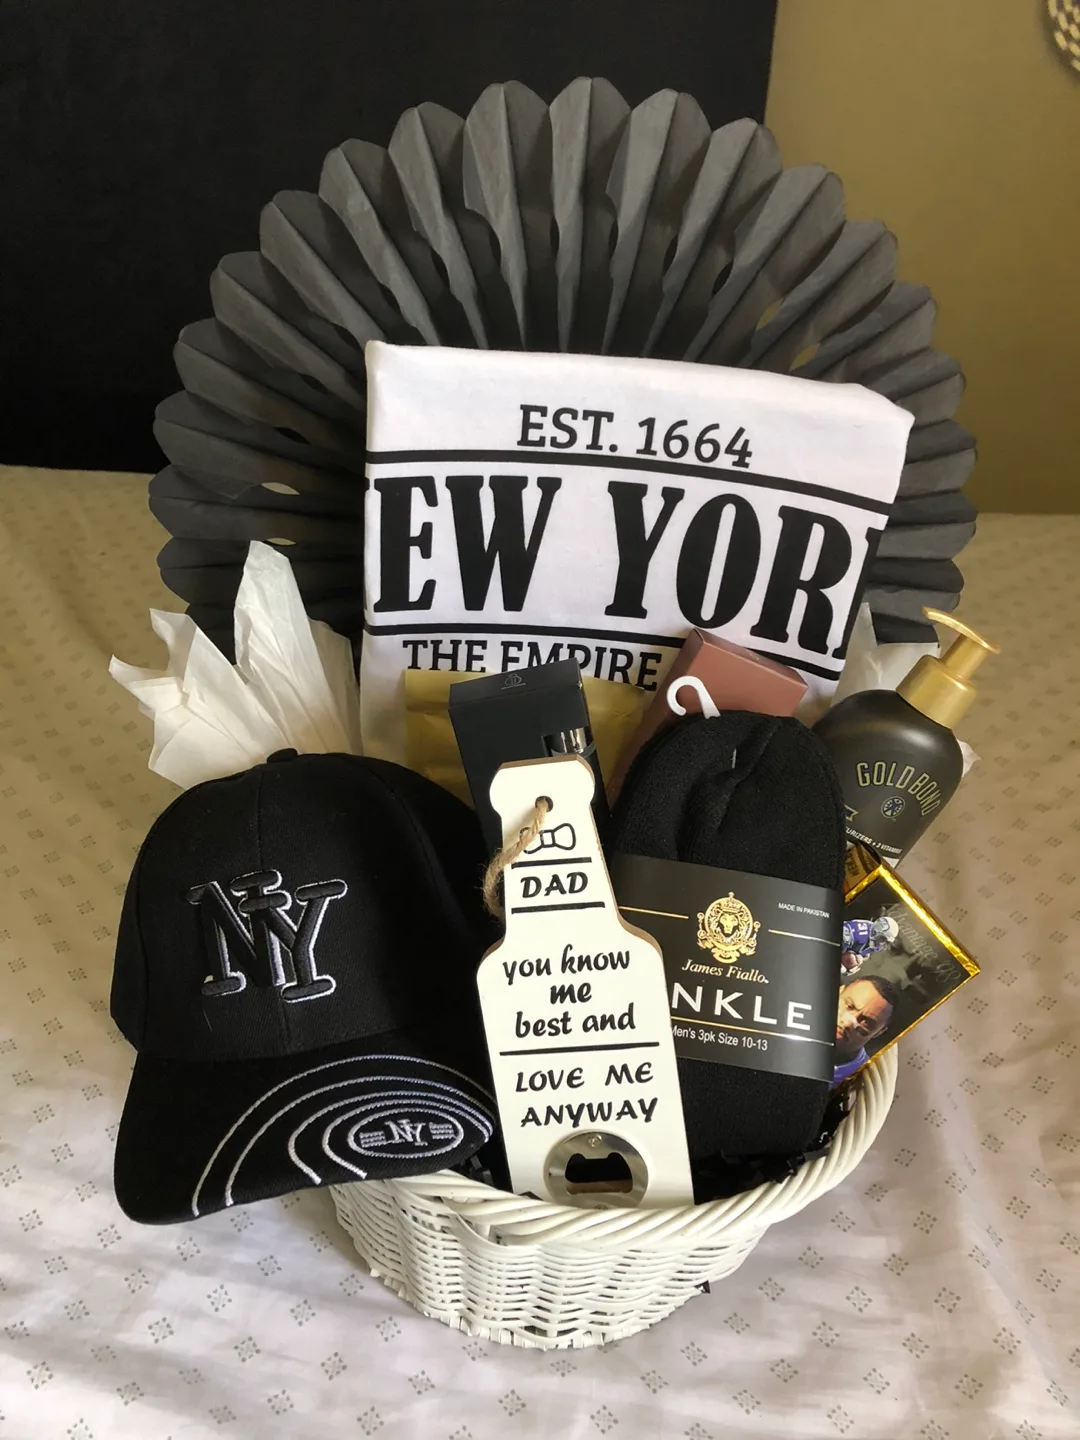 EST. 1664
EW YOR
THE EMPIRE
GOLD BOND
DAD
you know
me
best and
LOVE ME
ANYWAY
NY
NY
MADE IN PAKISTAN
James Fiallo
NKLE
Men's 3pk Size 10-13